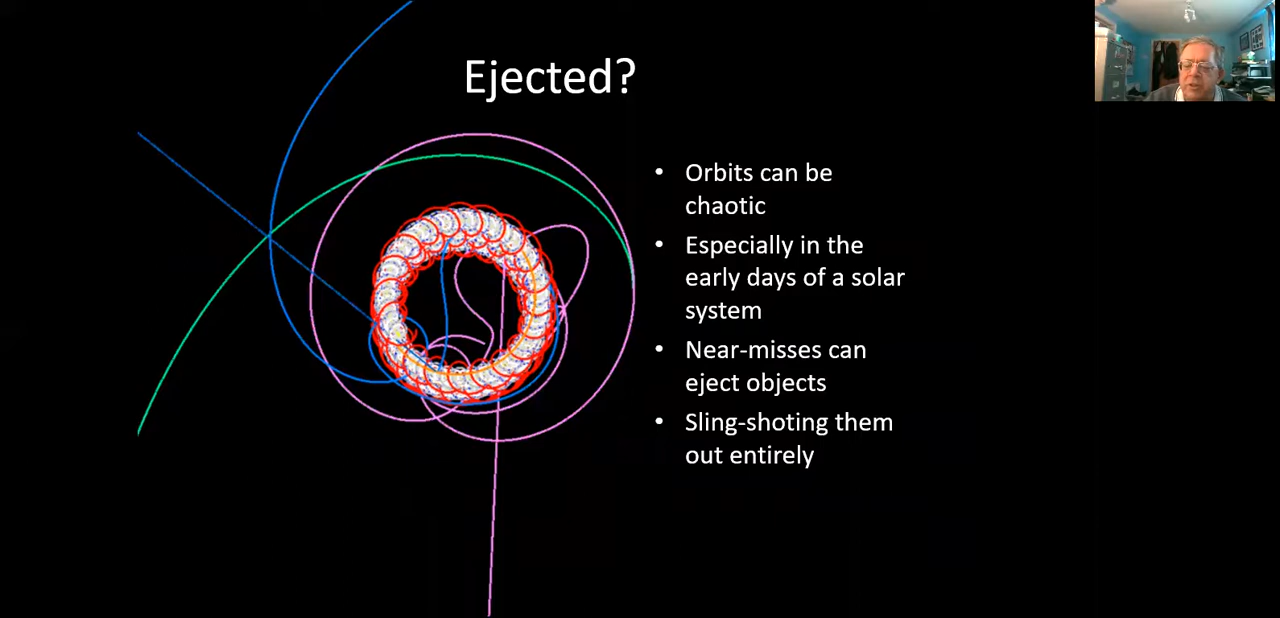 Ejected?
• Orbits can be
chaotic
• Especially in the
early days of a solar
system
• Near-misses can
eject objects
• Sling-shoting them
out entirely